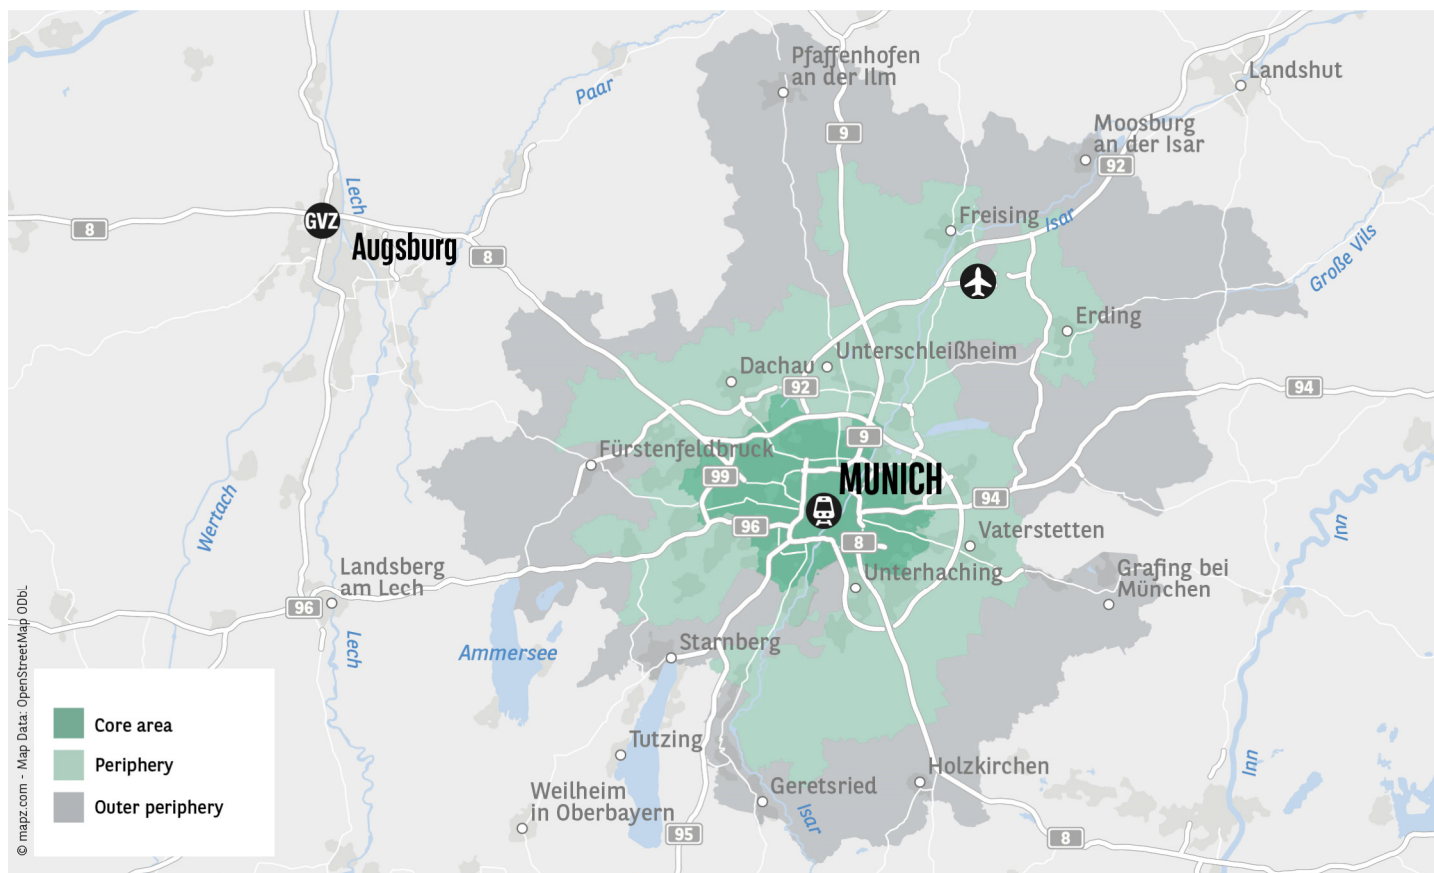 Pfaffenhofen
an der Ilm
Landshut
Paar
Moosburg
an der Isar
9
92
Lech
Freising
Isar
GVZ
8
Augsburg
8
Große Vils
Erding
Unterschleißheim
Dachau
92
94
9
Fürstenfeldbruck
99
MUNICH
94
Wertach
96
Vaterstetten
8
Inn
Landsberg
am Lech
Unterhaching
Grafing bei
München
96
Lech
Ammersee
Starnberg
Tutzing
Inn
Holzkirchen
Weilheim
in Oberbayern
Geretsried
Isar
95
8
Core area
Periphery
Outer periphery
© mapz.com - Map Data: OpenStreetMap ODbL